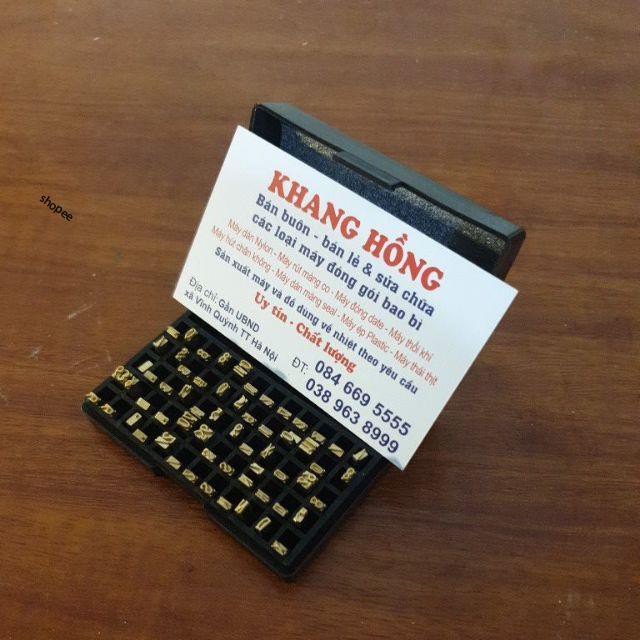 shopee
KHANG HỒNG
Bán buôn - bán lẻ & sửa chữa
các loại máy đóng gói bao bì
Máy dán Nylon - Máy rút màng co - Máy đóng date - Máy thổi khí
Máy hút chân không - Máy dán màng seal - Máy ép Plastic - Máy thái thịt
Sản xuất máy và đồ dùng về nhiệt theo yêu cầu
Uy tín - Chất lượng
Địa chỉ: Gần UBND
xã Vĩnh Quỳnh TT Hà Nội
ĐT: 084 669 5555
038 963 8999